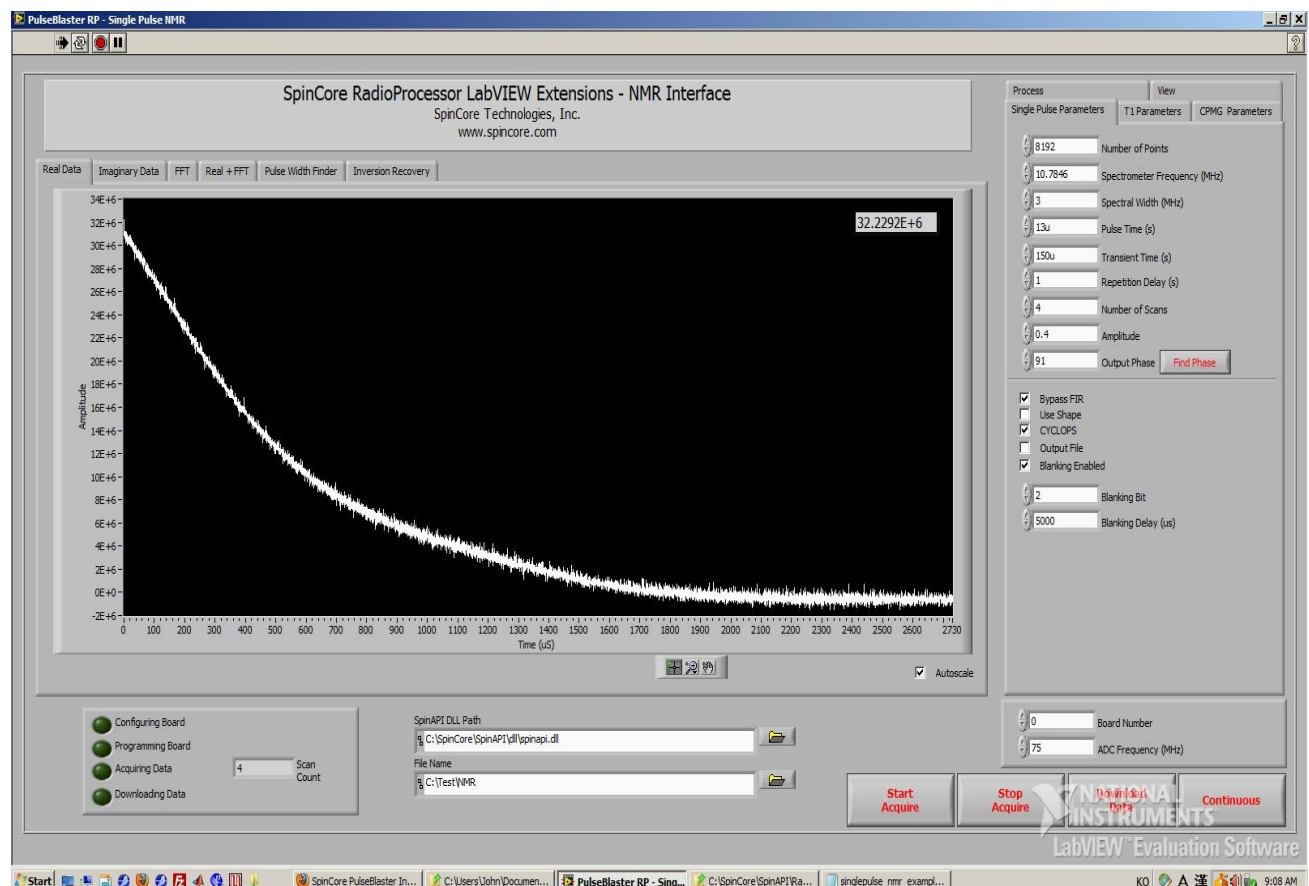 PulseBlaster RP - Single Pulse NMR
SpinCore RadioProcessor LabVIEW Extensions - NMR Interface
SpinCore Technologies, Inc.
www.spincore.com
Real Data Imaginary Data FFT Real + FFT Pulse Width Finder Inversion Recovery
32.2292E+6
34E+6
32E+6
30E+6
28E+6
26E+6
24E+6
22E+6
20E+6
18E+6
16E+6
14E+6
12E+6
10E+6
8E+6
6E+6
4E+6
2E+6
0E+0
-2E+6
Amplitude
0 100 200 300 400 500 600 700 800 900 1000 1100 1200 1300 1400 1500 1600 1700 1800 1900 2000 2100 2200 2300 2400 2500 2600 2730
Time (uS)
Autoscale
Process View
Single Pulse Parameters T1 Parameters CPMG Parameters
8192 Number of Points
10.7846 Spectrometer Frequency (MHz)
3 Spectral Width (MHz)
13u Pulse Time (s)
150u Transient Time (s)
1 Repetition Delay (s)
4 Number of Scans
0.4 Amplitude
91 Output Phase Find Phase
Bypass FIR
Use Shape
CYCLOPS
Output File
Blanking Enabled
2 Blanking Bit
5000 Blanking Delay (us)
0 Board Number
75 ADC Frequency (MHz)
Configuring Board
Programming Board
Acquiring Data 4 Scan Count
Downloading Data
SpinAPI DLL Path
C:\SpinCore\SpinAPI\dll\spinapi.dll
File Name
C:\Test\NMR
Start Acquire
Stop Acquire
Download Data
Continuous
NATIONAL INSTRUMENTS
LabVIEW™ Evaluation Software
Start SpinCore PulseBlaster In... C:\Users\John\Documen... PulseBlaster RP - Sing... C:\SpinCore\SpinAPI\Ra... singlepulse_nmr_exampl... KO A 漢 9:08 AM